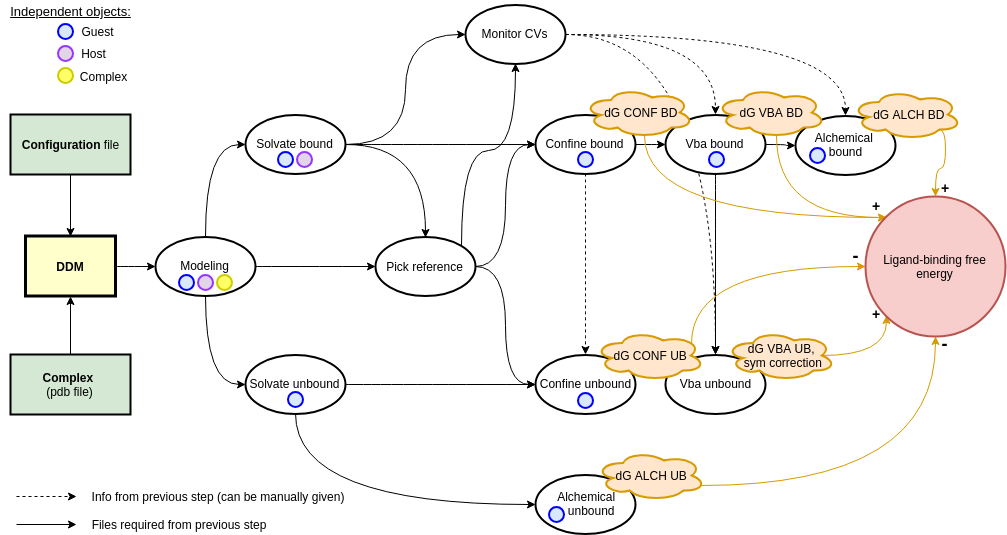 Independent objects:
Guest
Host
Complex
Monitor CVs
Configuration file
Solvate bound
Confine bound
dG CONF BD
Vba bound
dG VBA BD
Alchemical
bound
dG ALCH BD
DDM
Modeling
Pick reference
Ligand-binding free
energy
+
+
-
+
-
Complex
(pdb file)
Solvate unbound
Confine unbound
dG CONF UB
Vba unbound
dG VBA UB,
sym correction
Alchemical
unbound
dG ALCH UB
Info from previous step (can be manually given)
Files required from previous step